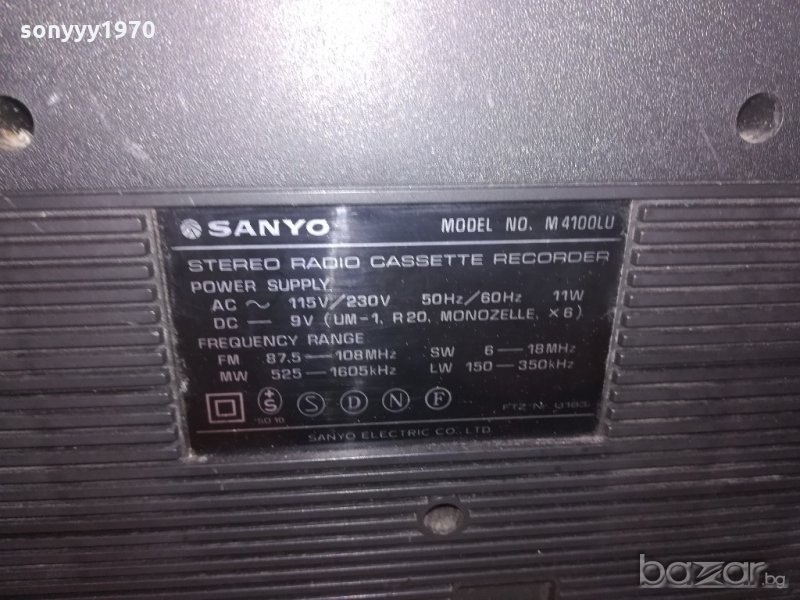 sonyyy1970
SANYO MODEL NO. M4100LU
STEREO RADIO CASSETTE RECORDER
POWER SUPPLY
AC ~ 115V/230V 50Hz/60Hz 11W
DC — 9V (UM-1, R20, MONOZELLE, ×6)
FREQUENCY RANGE
FM 87.5—108MHz SW 6—18MHz
MW 525—1605kHz LW 150—350kHz
+S S D N F
SANYO ELECTRIC CO., LTD.
bazar.bg